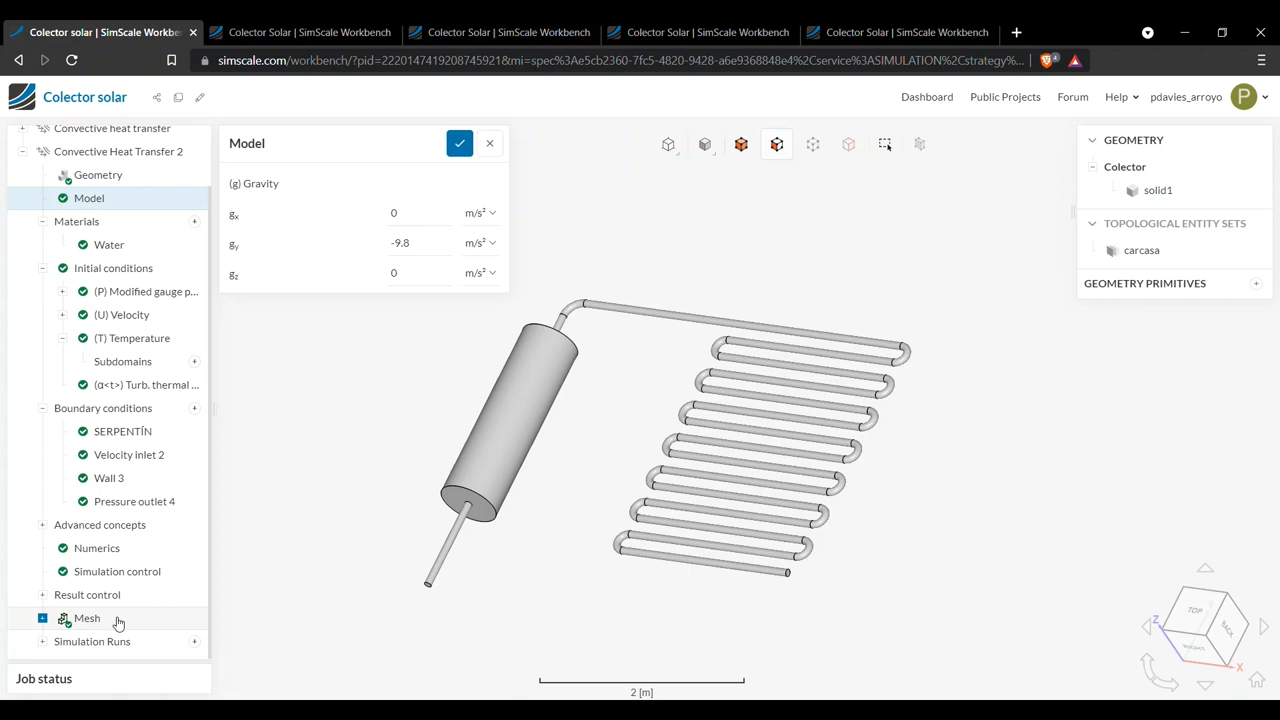 Colector solar | SimScale Workben
Colector Solar | SimScale Workbench
Colector Solar | SimScale Workbench
Colector Solar | SimScale Workbench
Colector Solar | SimScale Workbench
simscale.com/workbench/?pid=2220147419208745921&mi=spec%3Ae5cb2360-7fc5-4820-9428-a6e9368848e4%2Cservice%3ASIMULATION%2Cstrategy%...
4
Colector solar
Dashboard
Public Projects
Forum
Help
pdavies_arroyo
P
Convective heat transfer
Convective Heat Transfer 2
Geometry
Model
Materials
Water
Initial conditions
(P) Modified gauge p...
(U) Velocity
(T) Temperature
Subdomains
(α<t>) Turb. thermal ...
Boundary conditions
SERPENTÍN
Velocity inlet 2
Wall 3
Pressure outlet 4
Advanced concepts
Numerics
Simulation control
Result control
Mesh
Simulation Runs
Job status
Model
(g) Gravity
gx 0 m/s²
gy -9.8 m/s²
gz 0 m/s²
GEOMETRY
Colector
solid1
TOPOLOGICAL ENTITY SETS
carcasa
GEOMETRY PRIMITIVES
2 [m]
TOP
BACK
Z
X